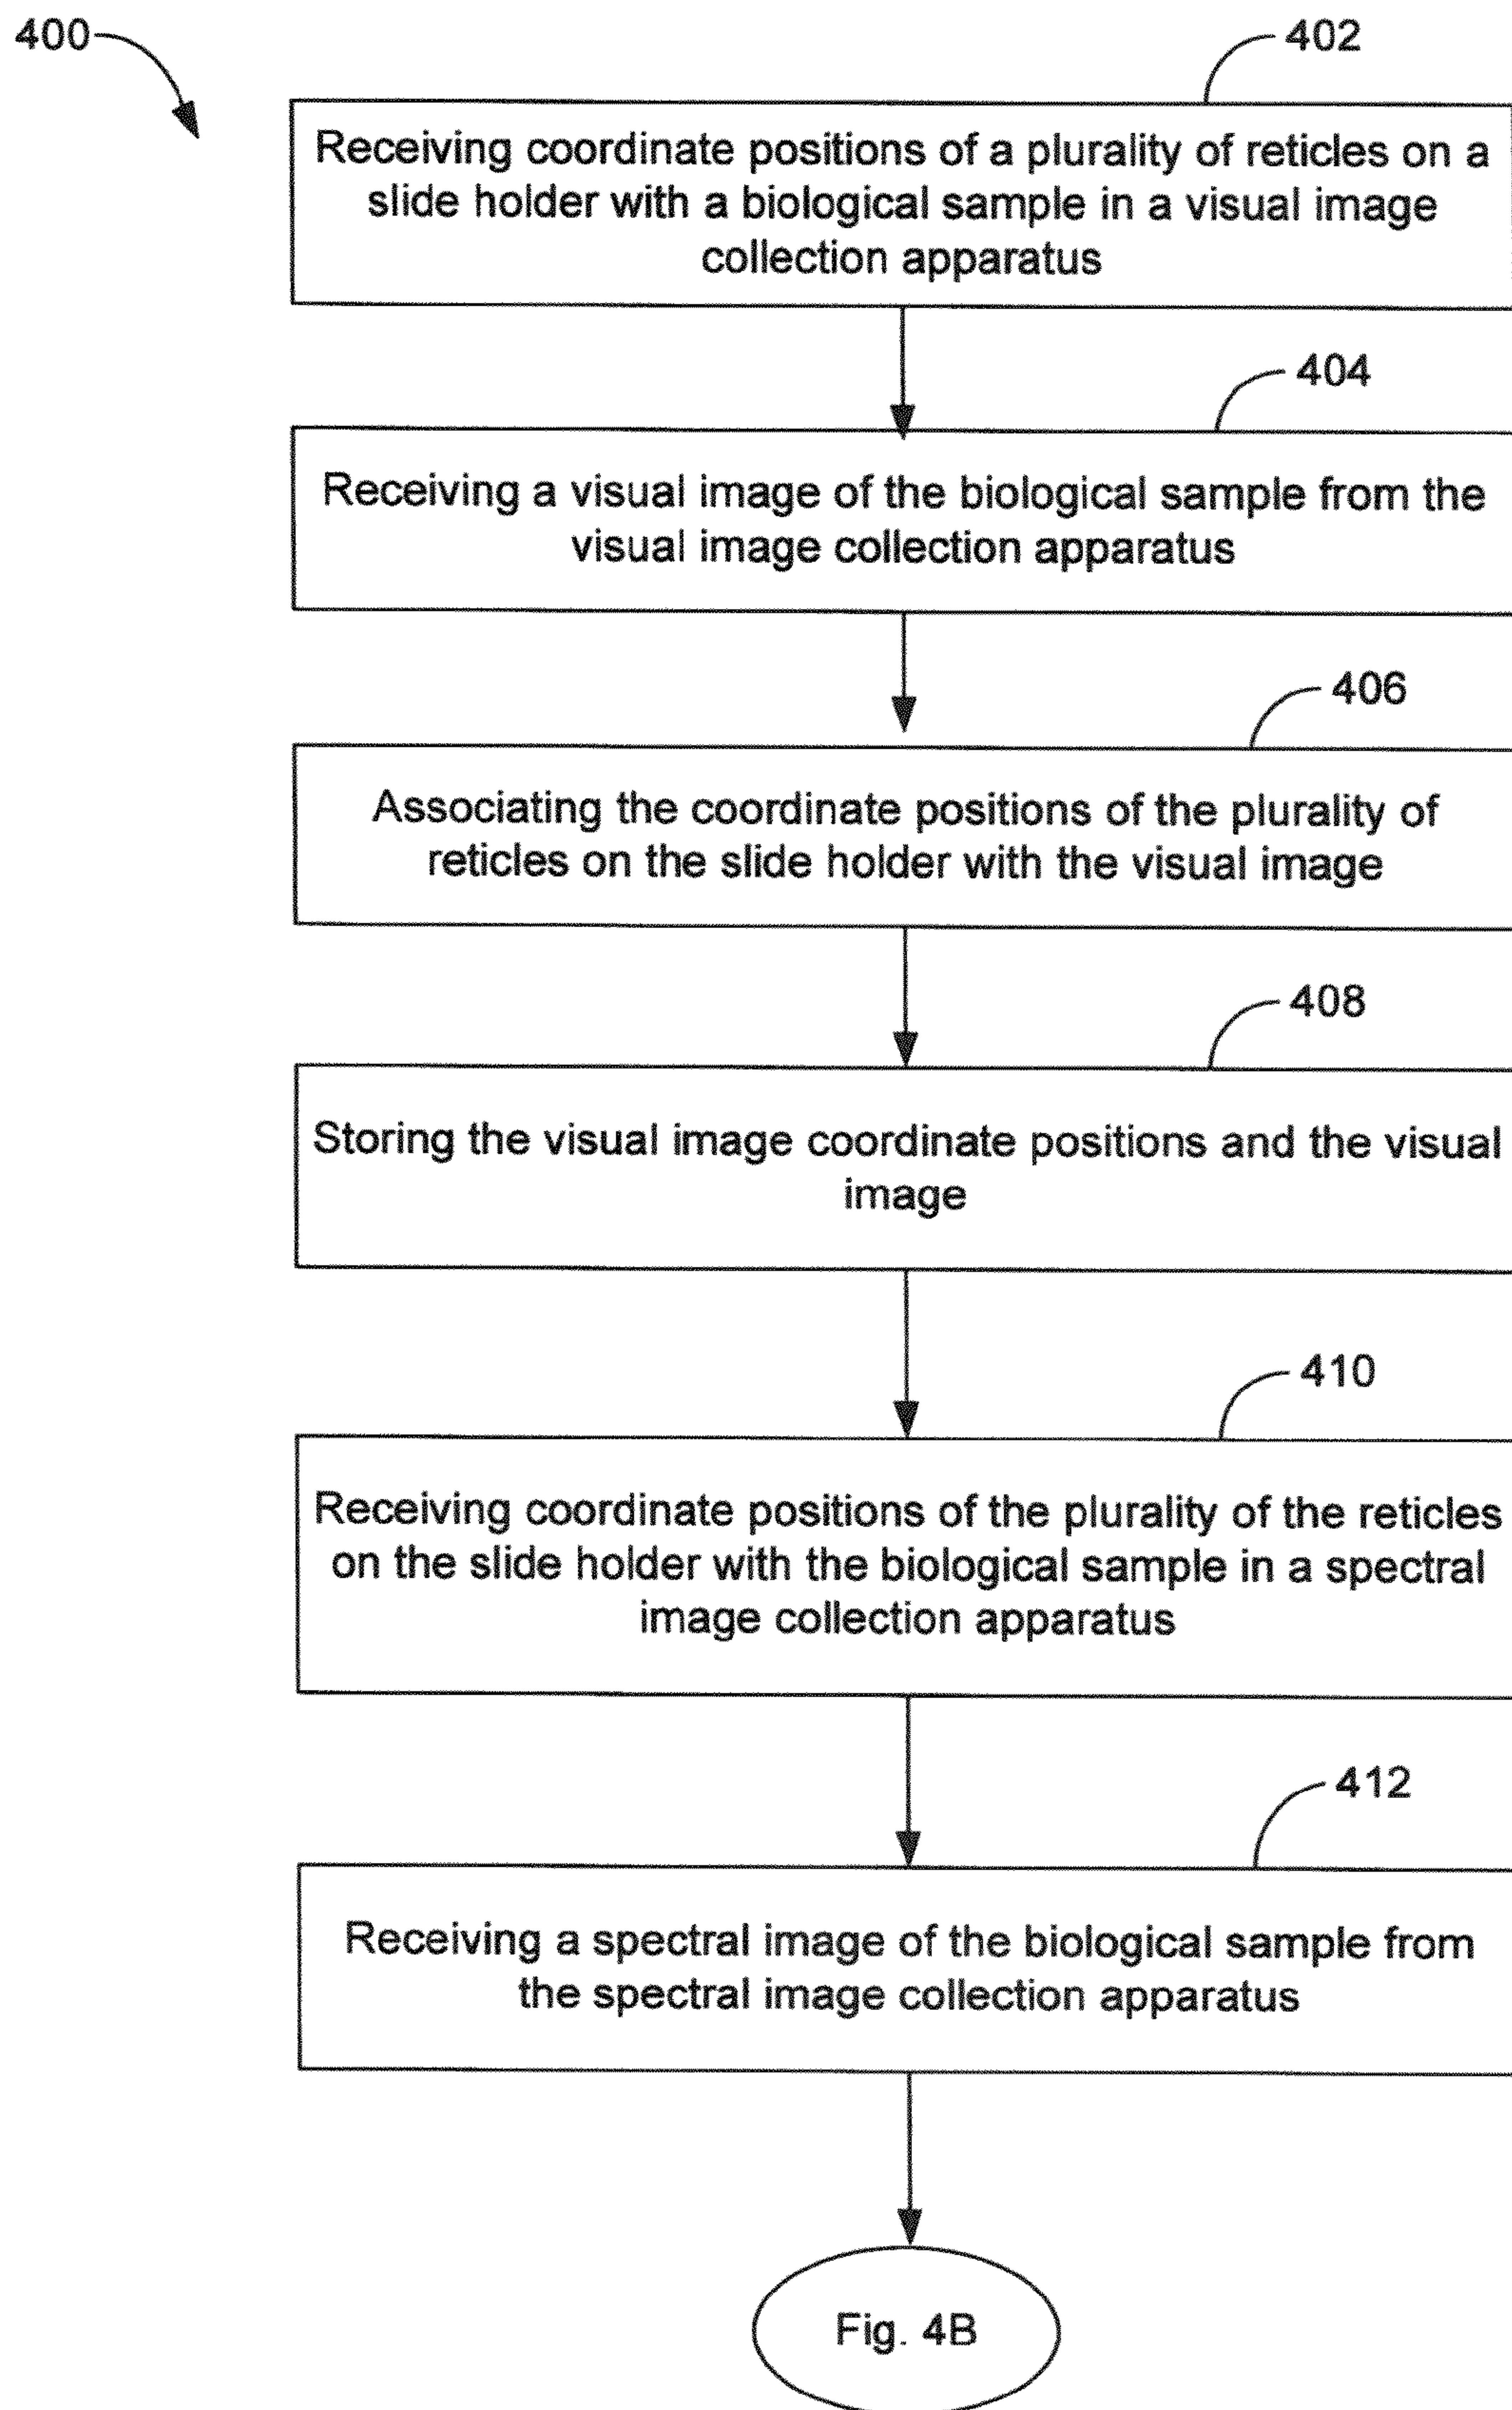 400
402
Receiving coordinate positions of a plurality of reticles on a
slide holder with a biological sample in a visual image
collection apparatus
404
Receiving a visual image of the biological sample from the
visual image collection apparatus
406
Associating the coordinate positions of the plurality of
reticles on the slide holder with the visual image
408
Storing the visual image coordinate positions and the visual
image
410
Receiving coordinate positions of the plurality of the reticles
on the slide holder with the biological sample in a spectral
image collection apparatus
412
Receiving a spectral image of the biological sample from
the spectral image collection apparatus
Fig. 4B